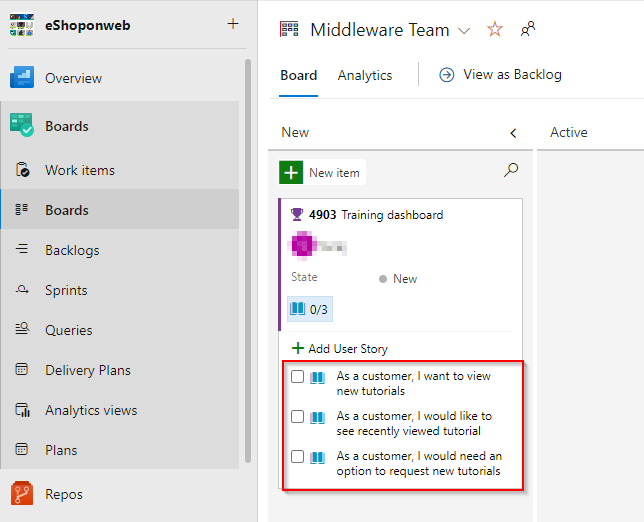 eShoponweb
+
Overview
Boards
Work items
Boards
Backlogs
Sprints
Queries
Delivery Plans
Analytics views
Plans
Repos
Middleware Team
Board
Analytics
View as Backlog
New
Active
New item
4903 Training dashboard
State
New
0/3
Add User Story
As a customer, I want to view
new tutorials
As a customer, I would like to
see recently viewed tutorial
As a customer, I would need an
option to request new tutorials